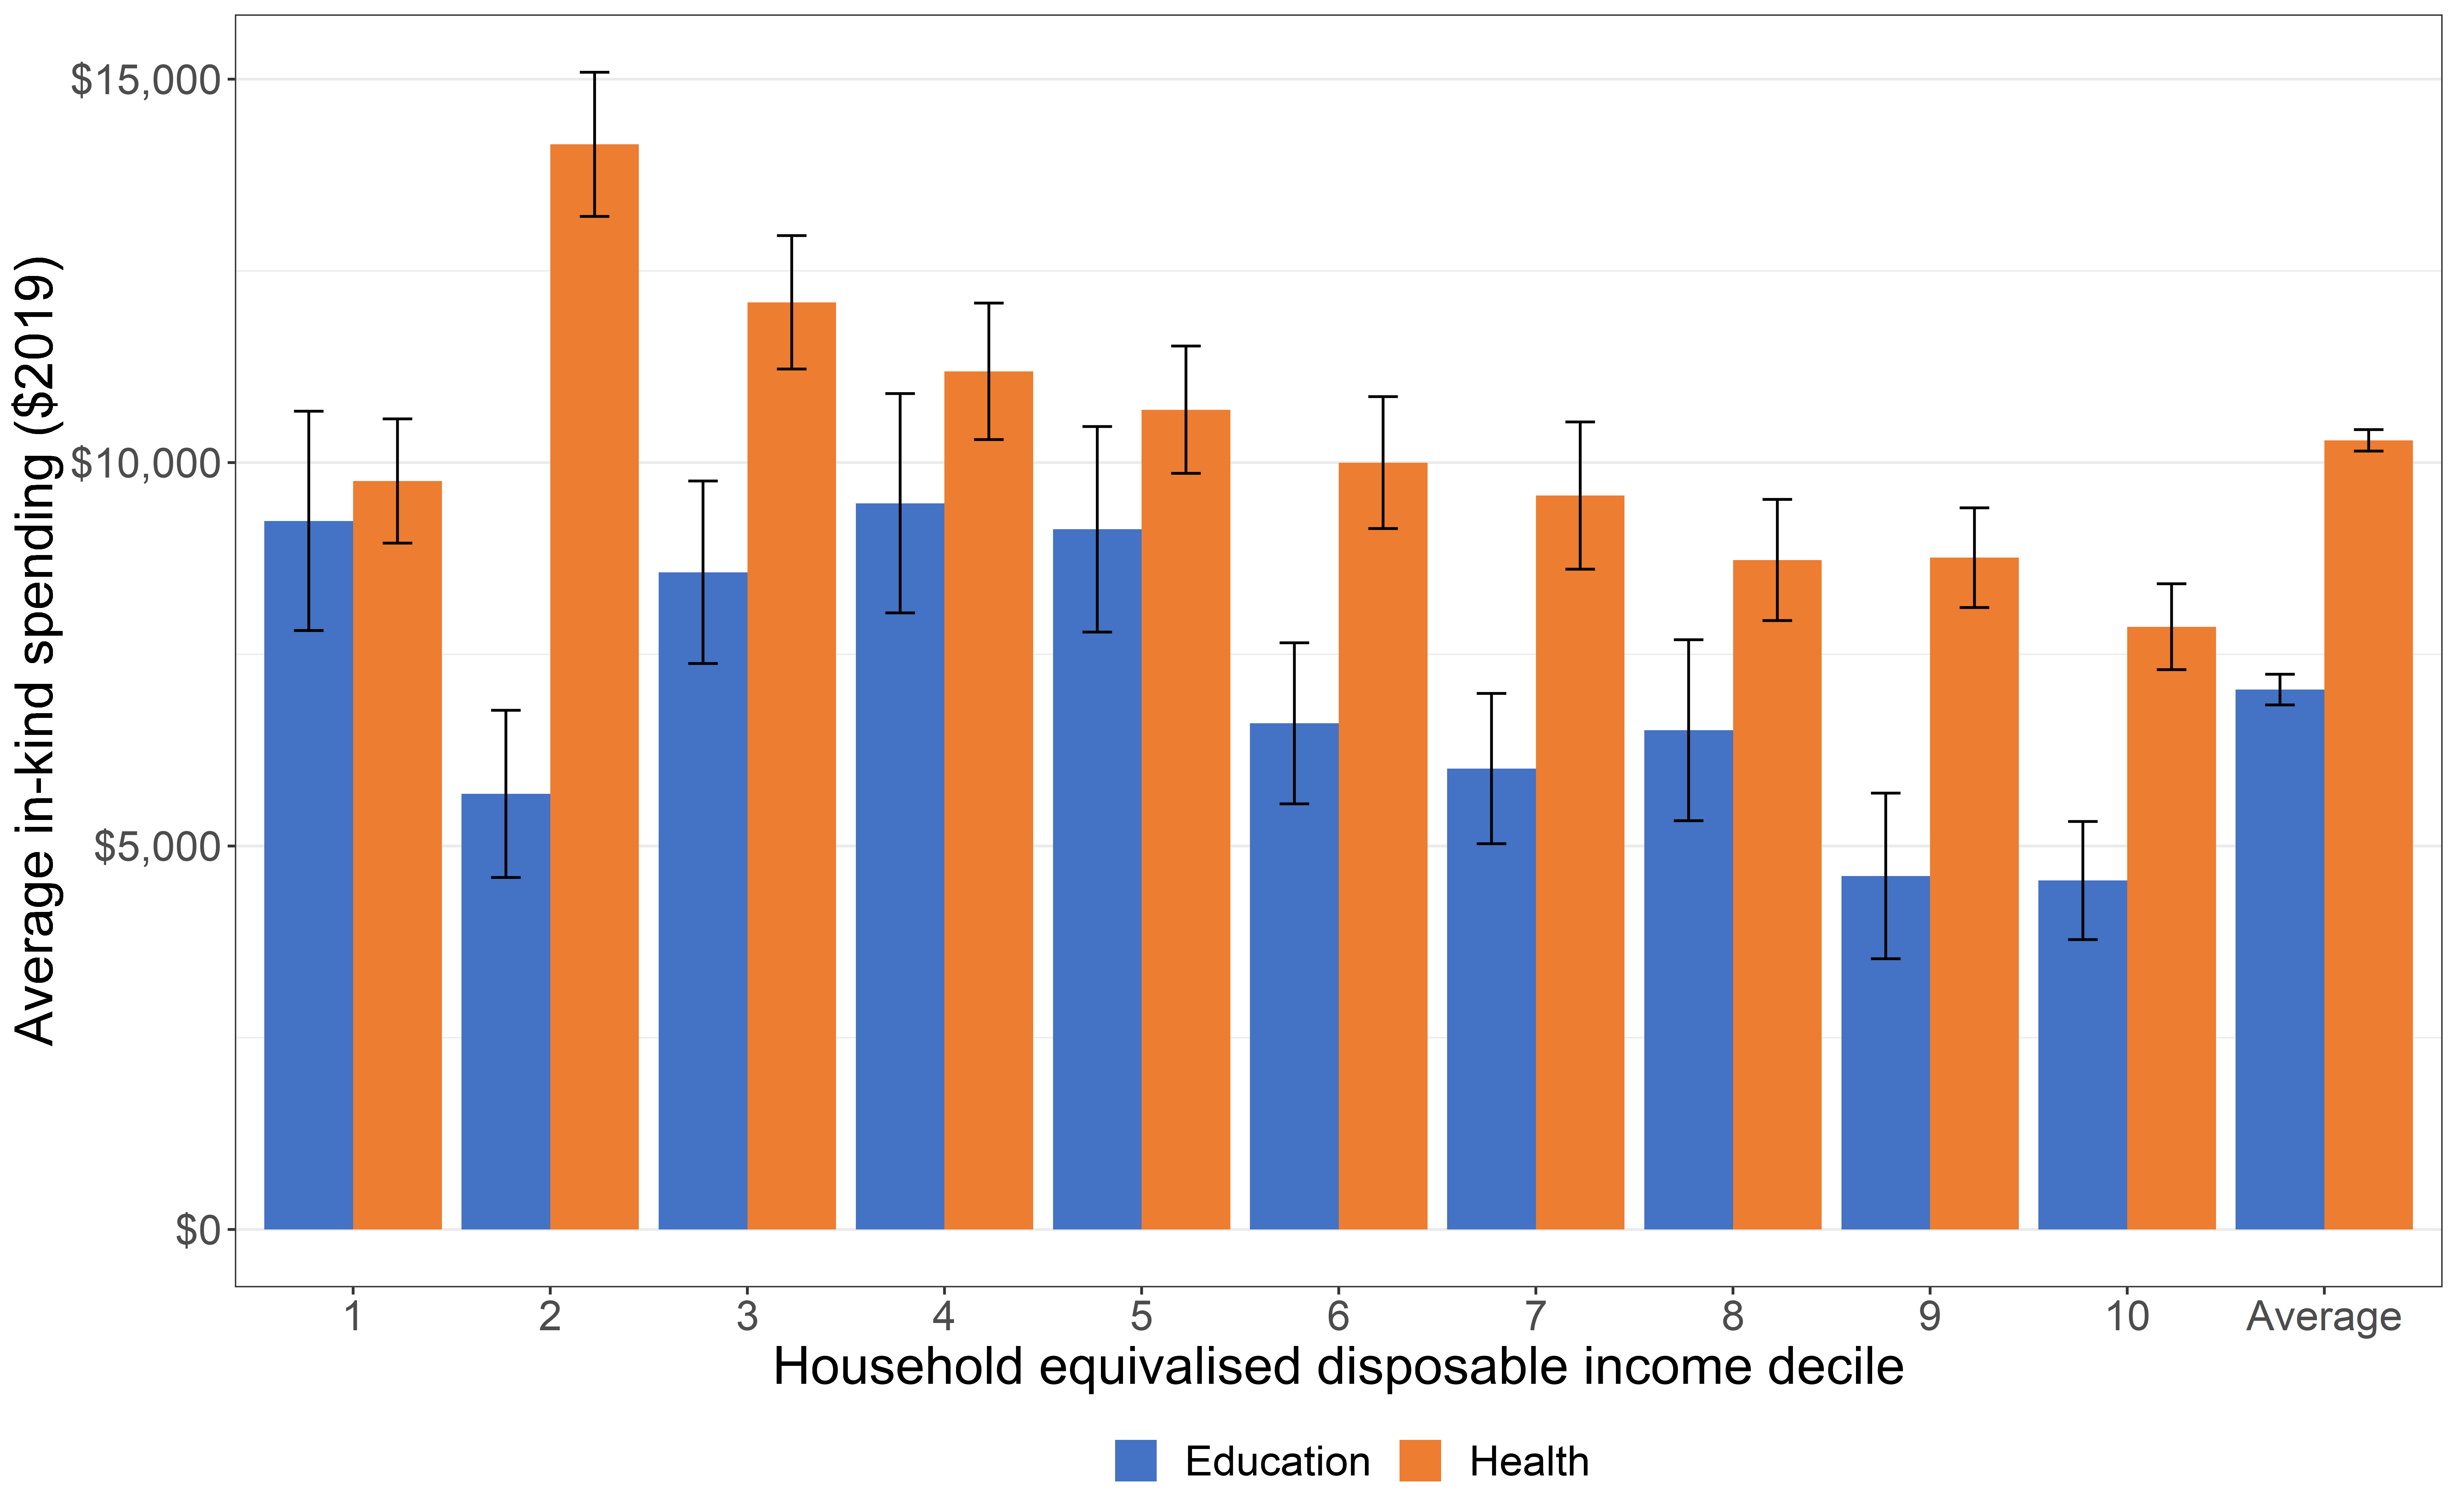 Average in-kind spending ($2019)
$15,000
$10,000
$5,000
$0
1 2 3 4 5 6 7 8 9 10 Average
Household equivalised disposable income decile
Education Health